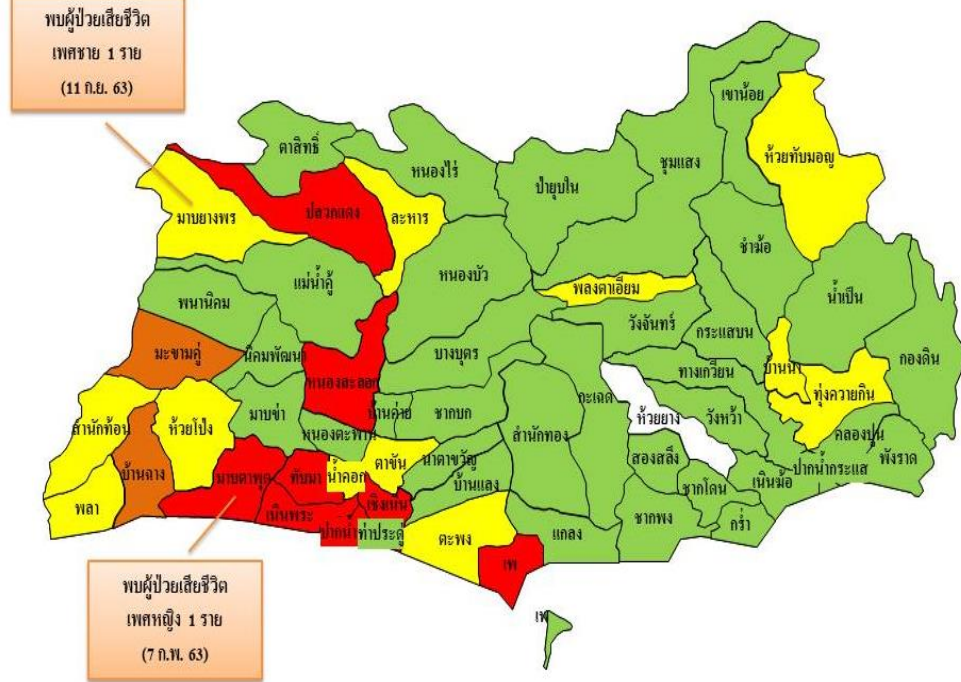 พบผู้ป่วยเสียชีวิต
เพศชาย 1 ราย
(11 ก.ย. 63)
เขาน้อย
ตาสิทธิ์
หนองไร่
ป่ายุบใน
ชุมแสง
ห้วยทับมอญ
มาบยางพร
ปลวกแดง
ละหาร
ชำฆ้อ
แม่น้ำคู้
หนองบัว
พลงตาเอี่ยม
น้ำเป็น
พนานิคม
วังจันทร์
กระแสบน
มะขามคู่
นิคมพัฒนา
บางบุตร
กองดิน
หนองละลอก
ทางเกวียน
บ้านนา
ทุ่งควายกิน
มาบข่า
บ้านค่าย
ชากบก
กะเฉด
ห้วยยาง
วังหว้า
สำนักท้อน
ห้วยโป่ง
หนองตะพาน
สำนักทอง
คลองปูน
ตาขัน
นาตาขวัญ
สองสลึง
ปากน้ำกระแส
พังราด
บ้านฉาง
มาบตาพุด
ทับมา
น้ำคอก
บ้านแลง
ชากโดน
เนินฆ้อ
พลา
เนินพระ
เชิงเนิน
ชากพง
กร่ำ
ปากน้ำ
ท่าประดู่
ตะพง
แกลง
เพ
พบผู้ป่วยเสียชีวิต
เพศหญิง 1 ราย
(7 ก.พ. 63)
เพ